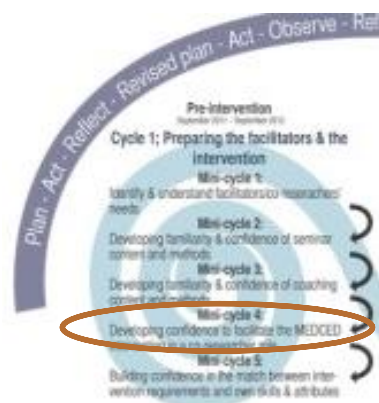 Plan - Act - Reflect - Revised plan - Act - Observe - Ref
Pre-intervention
Cycle 1; Preparing the facilitators & the
intervention
Mini-cycle 1:
Identify & understand facilitators/co researchers'
needs
Mini-cycle 2:
Developing familiarity & confidence of seminar
content and methods
Mini-cycle 3:
Developing familiarity & confidence of coaching
content and methods
Mini-cycle 4:
Developing confidence to facilitate the MEDCED
Mini-cycle 5:
Building confidence in the match between inter-
vention requirements and own skills & attributes